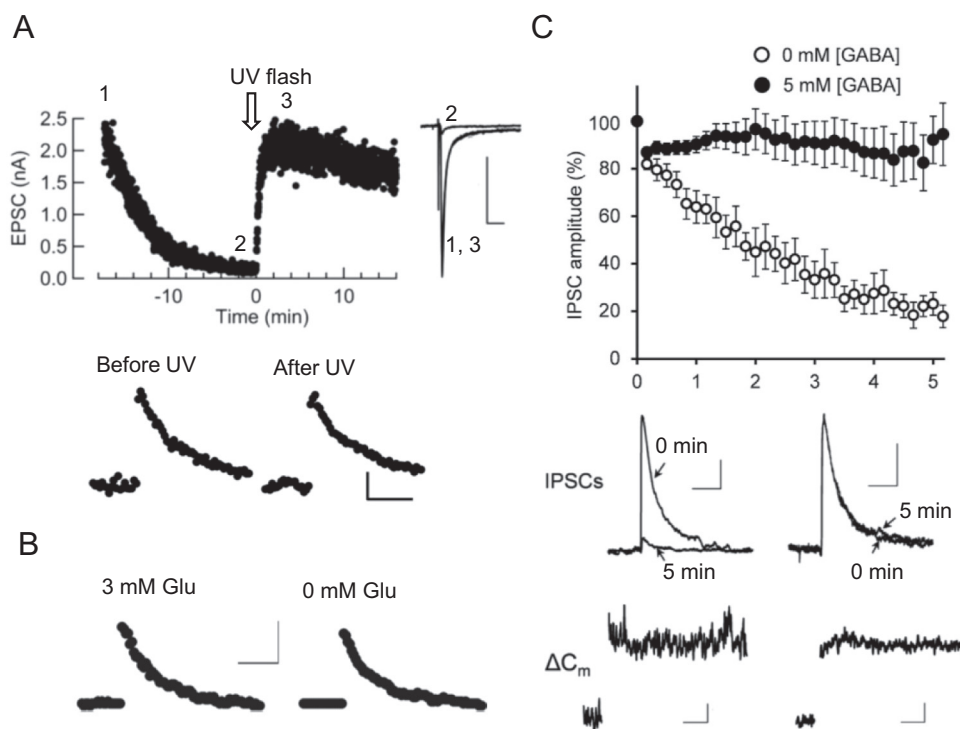 A
UV flash
1
3
2
EPSC (nA)
2.5
2.0
1.5
1.0
0.5
0.0
-10
0
10
Time (min)
2
1, 3
Before UV
After UV
B
3 mM Glu
0 mM Glu
C
0 mM [GABA]
5 mM [GABA]
IPSC amplitude (%)
100
80
60
40
20
0
0
1
2
3
4
5
IPSCs
0 min
5 min
5 min
0 min
ΔCm